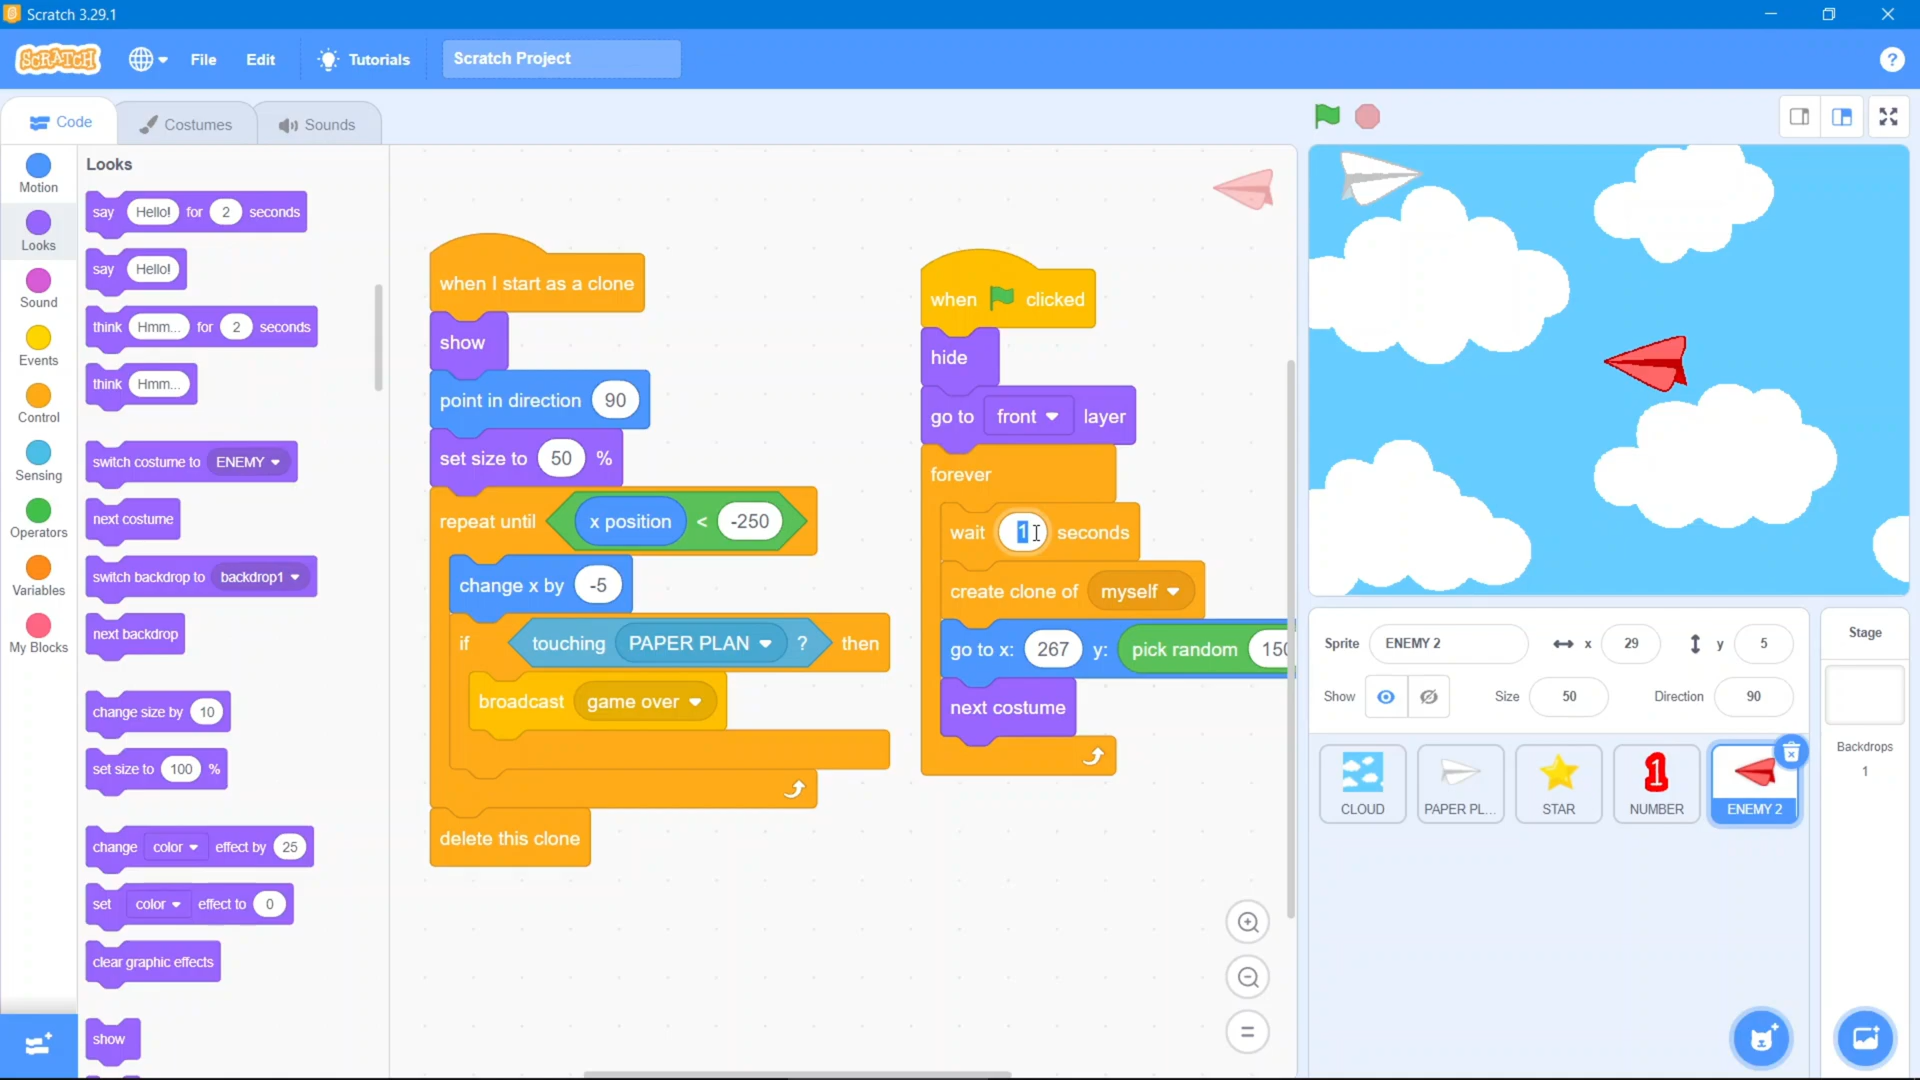 Scratch 3.29.1
SCRATCH
File
Edit
Tutorials
Scratch Project
?
Code
Costumes
Sounds
Motion
Looks
Sound
Events
Control
Sensing
Operators
Variables
My Blocks
Looks
say Hello! for 2 seconds
say Hello!
think Hmm... for 2 seconds
think Hmm...
switch costume to ENEMY
next costume
switch backdrop to backdrop1
next backdrop
change size by 10
set size to 100 %
change color effect by 25
set color effect to 0
clear graphic effects
show
when I start as a clone
show
point in direction 90
set size to 50 %
repeat until x position < -250
change x by -5
if touching PAPER PLAN ? then
broadcast game over
delete this clone
when clicked
hide
go to front layer
forever
wait 1 seconds
create clone of myself
go to x: 267 y: pick random 150
next costume
Sprite ENEMY 2 x 29 y 5
Show Size 50 Direction 90
CLOUD
PAPER PL...
STAR
1
NUMBER
ENEMY 2
Stage
Backdrops
1